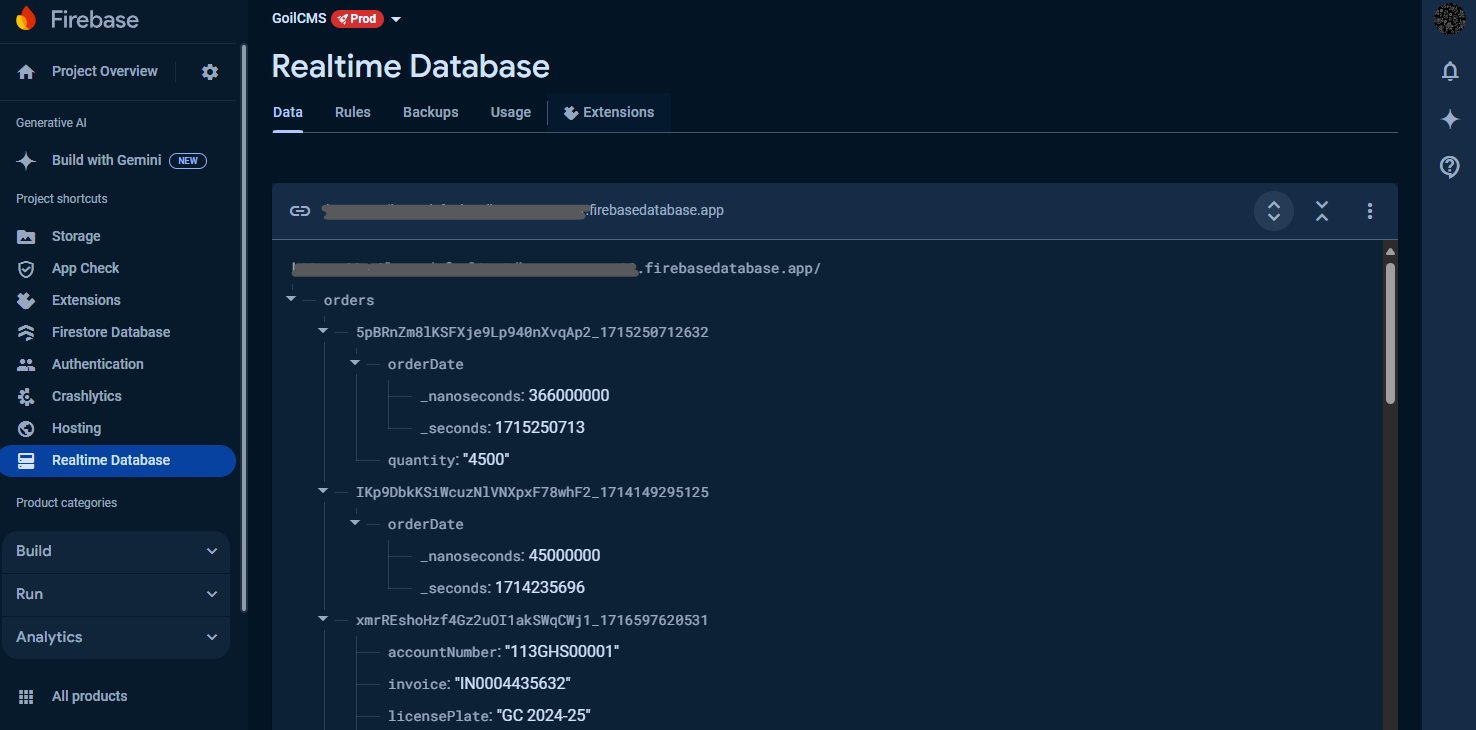 Firebase
Project Overview
Generative AI
Build with Gemini NEW
Project shortcuts
Storage
App Check
Extensions
Firestore Database
Authentication
Crashlytics
Hosting
Realtime Database
Product categories
Build
Run
Analytics
All products
GoilCMS Prod
Realtime Database
Data Rules Backups Usage Extensions
.firebasedatabase.app
.firebasedatabase.app/
orders
5pBRnZm8lKSFXje9Lp940nXvqAp2_1715250712632
orderDate
_nanoseconds: 366000000
_seconds: 1715250713
quantity: "4500"
IKp9DbkKSiWcuzNlVNXpxF78whF2_1714149295125
orderDate
_nanoseconds: 45000000
_seconds: 1714235696
xmrREshoHzf4Gz2uOI1akSWqCWj1_1716597620531
accountNumber: "113GHS00001"
invoice: "IN0004435632"
licensePlate: "GC 2024-25"